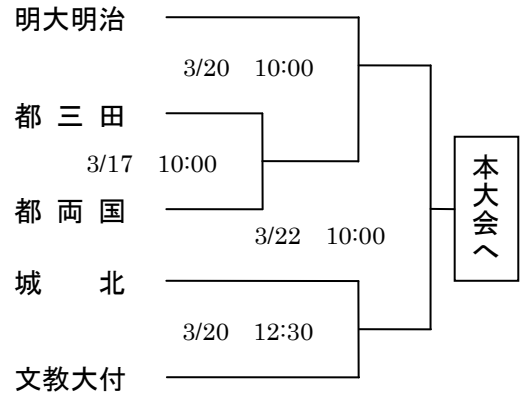 明大明治
3/20 10:00
都 三 田
3/17 10:00
都 両 国
3/22 10:00
本大会へ
城 北
3/20 12:30
文教大付